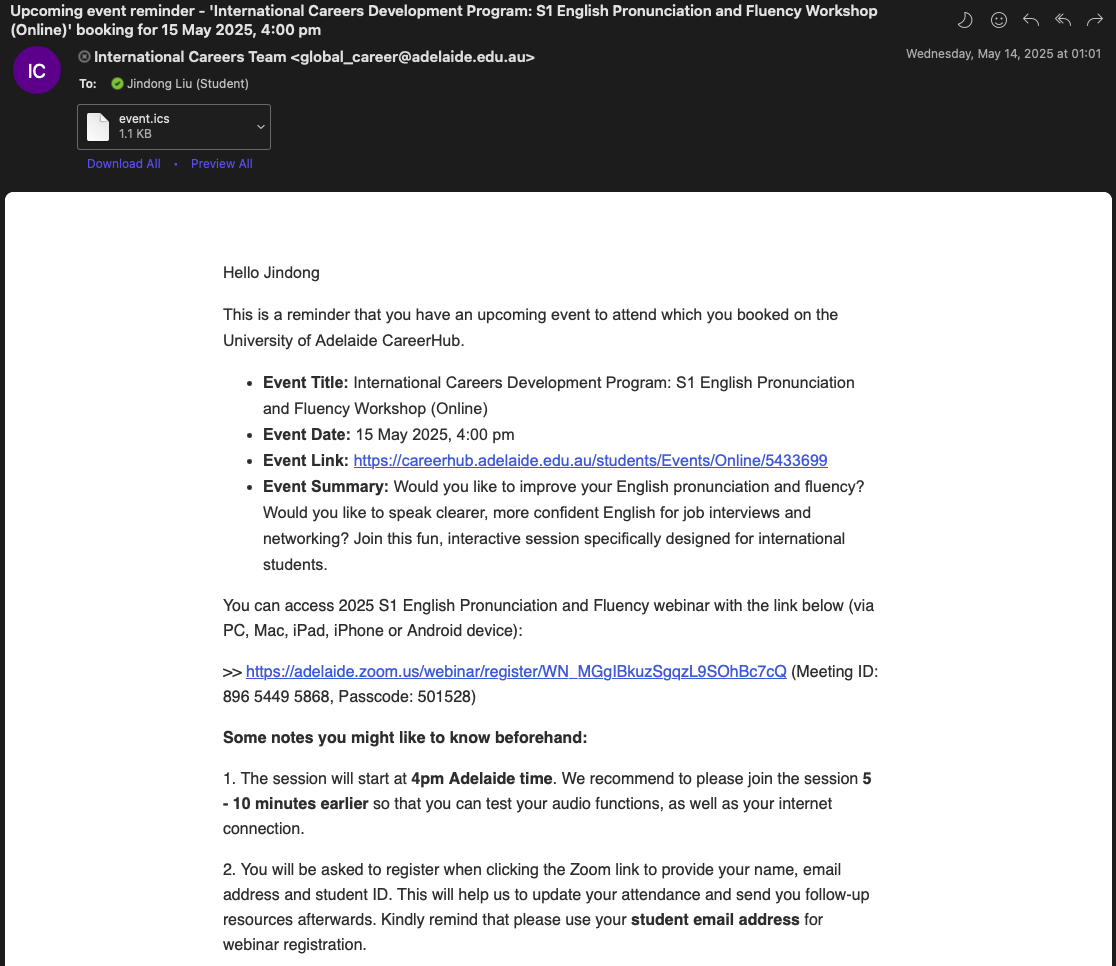 Upcoming event reminder - 'International Careers Development Program: S1 English Pronunciation and Fluency Workshop
(Online)' booking for 15 May 2025, 4:00 pm
IC
International Careers Team <global_career@adelaide.edu.au>
Wednesday, May 14, 2025 at 01:01
To: Jindong Liu (Student)
event.ics
1.1 KB
Download All • Preview All
Hello Jindong
This is a reminder that you have an upcoming event to attend which you booked on the
University of Adelaide CareerHub.
• Event Title: International Careers Development Program: S1 English Pronunciation
and Fluency Workshop (Online)
• Event Date: 15 May 2025, 4:00 pm
• Event Link: https://careerhub.adelaide.edu.au/students/Events/Online/5433699
• Event Summary: Would you like to improve your English pronunciation and fluency?
Would you like to speak clearer, more confident English for job interviews and
networking? Join this fun, interactive session specifically designed for international
students.
You can access 2025 S1 English Pronunciation and Fluency webinar with the link below (via
PC, Mac, iPad, iPhone or Android device):
>> https://adelaide.zoom.us/webinar/register/WN_MGgIBkuzSgqzL9SOhBc7cQ (Meeting ID:
896 5449 5868, Passcode: 501528)
Some notes you might like to know beforehand:
1. The session will start at 4pm Adelaide time. We recommend to please join the session 5
- 10 minutes earlier so that you can test your audio functions, as well as your internet
connection.
2. You will be asked to register when clicking the Zoom link to provide your name, email
address and student ID. This will help us to update your attendance and send you follow-up
resources afterwards. Kindly remind that please use your student email address for
webinar registration.